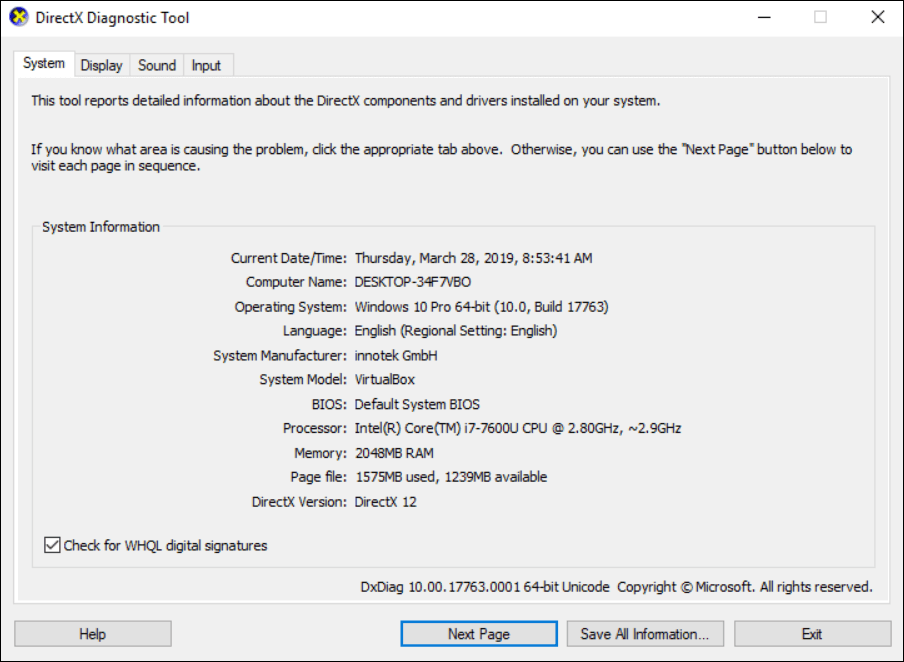 DirectX Diagnostic Tool
System Display Sound Input
This tool reports detailed information about the DirectX components and drivers installed on your system.
If you know what area is causing the problem, click the appropriate tab above.  Otherwise, you can use the "Next Page" button below to
visit each page in sequence.
System Information
Current Date/Time: Thursday, March 28, 2019, 8:53:41 AM
Computer Name: DESKTOP-34F7VBO
Operating System: Windows 10 Pro 64-bit (10.0, Build 17763)
Language: English (Regional Setting: English)
System Manufacturer: innotek GmbH
System Model: VirtualBox
BIOS: Default System BIOS
Processor: Intel(R) Core(TM) i7-7600U CPU @ 2.80GHz, ~2.9GHz
Memory: 2048MB RAM
Page file: 1575MB used, 1239MB available
DirectX Version: DirectX 12
Check for WHQL digital signatures
DxDiag 10.00.17763.0001 64-bit Unicode  Copyright © Microsoft. All rights reserved.
Help Next Page Save All Information... Exit